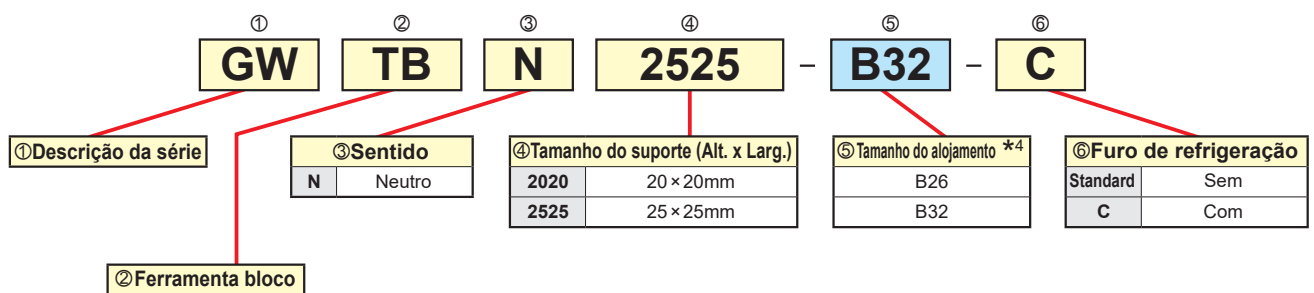 ① ② ③ ④ ⑤ ⑥
GW TB N 2525 – B32 – C
①Descrição da série
③Sentido
N Neutro
④Tamanho do suporte (Alt. x Larg.)
2020 20×20mm
2525 25×25mm
⑤Tamanho do alojamento *4
B26
B32
⑥Furo de refrigeração
Standard Sem
C Com
②Ferramenta bloco